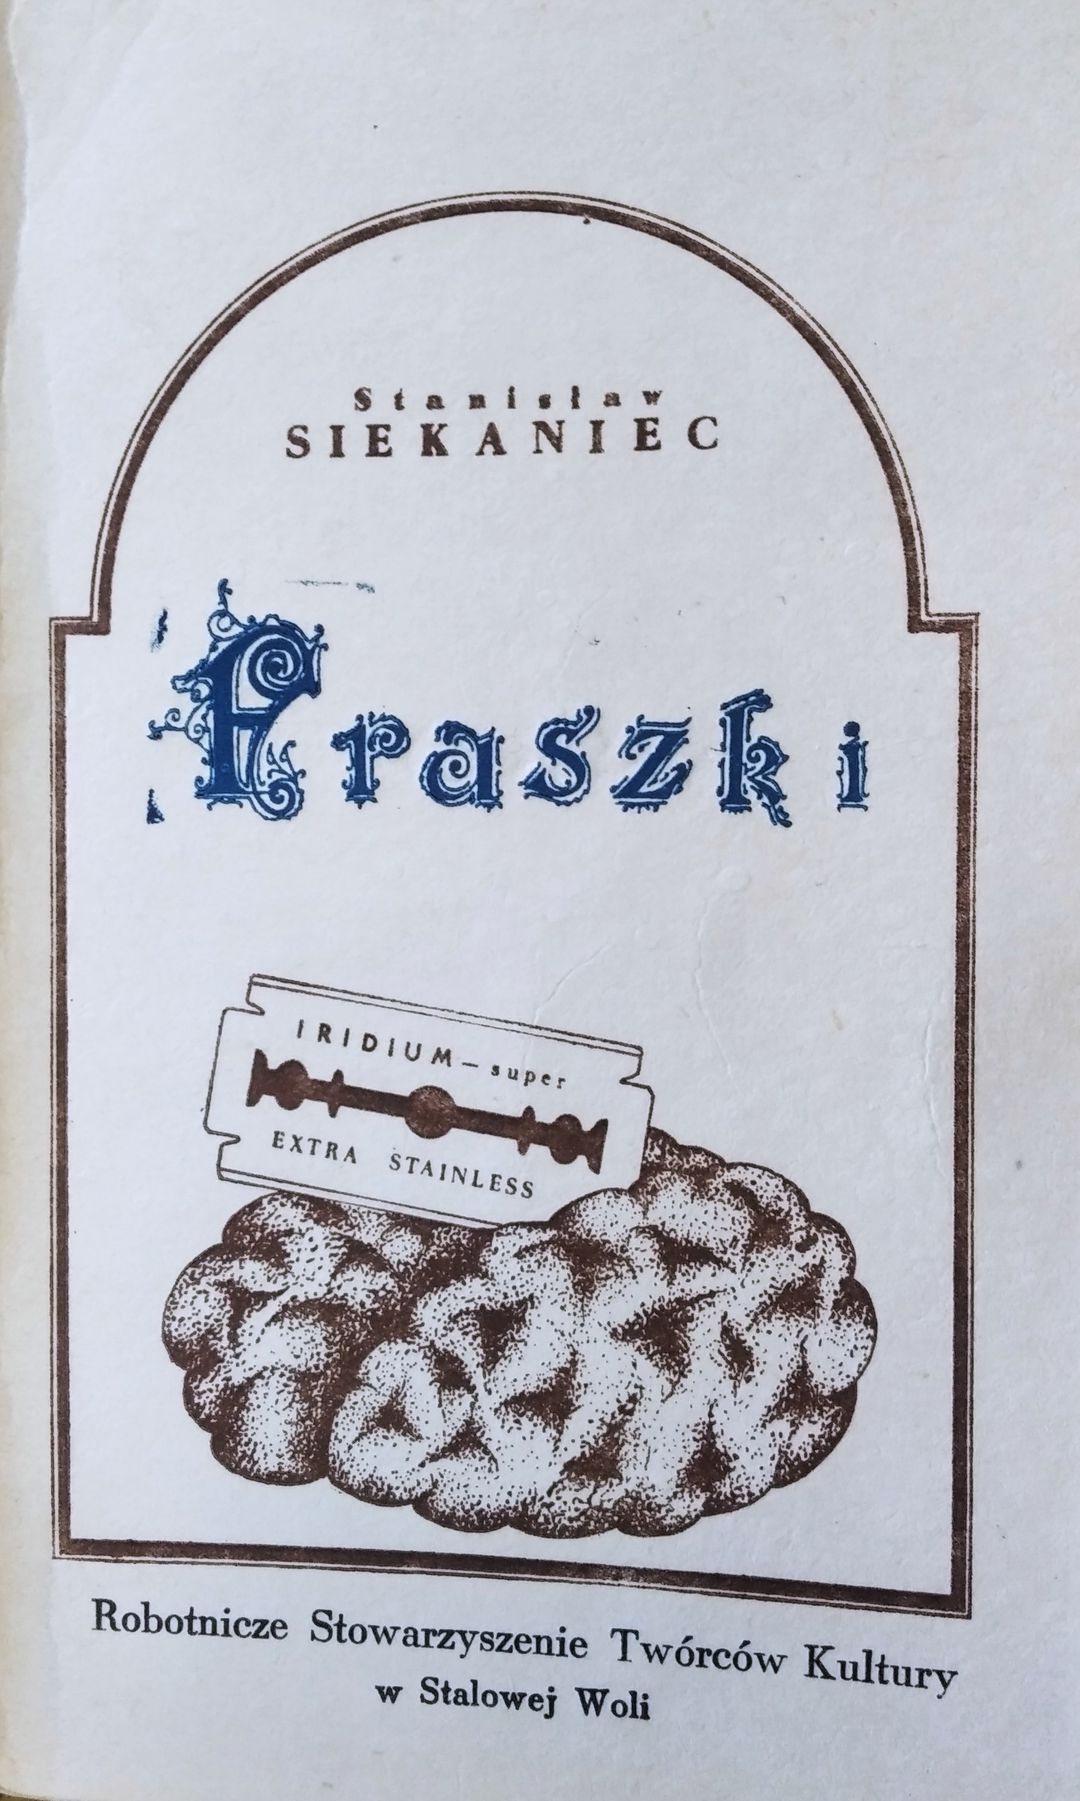 Stanisław
SIEKANIEC
Fraszki
IRIDIUM – super
EXTRA STAINLESS
Robotnicze Stowarzyszenie Twórców Kultury
w Stalowej Woli